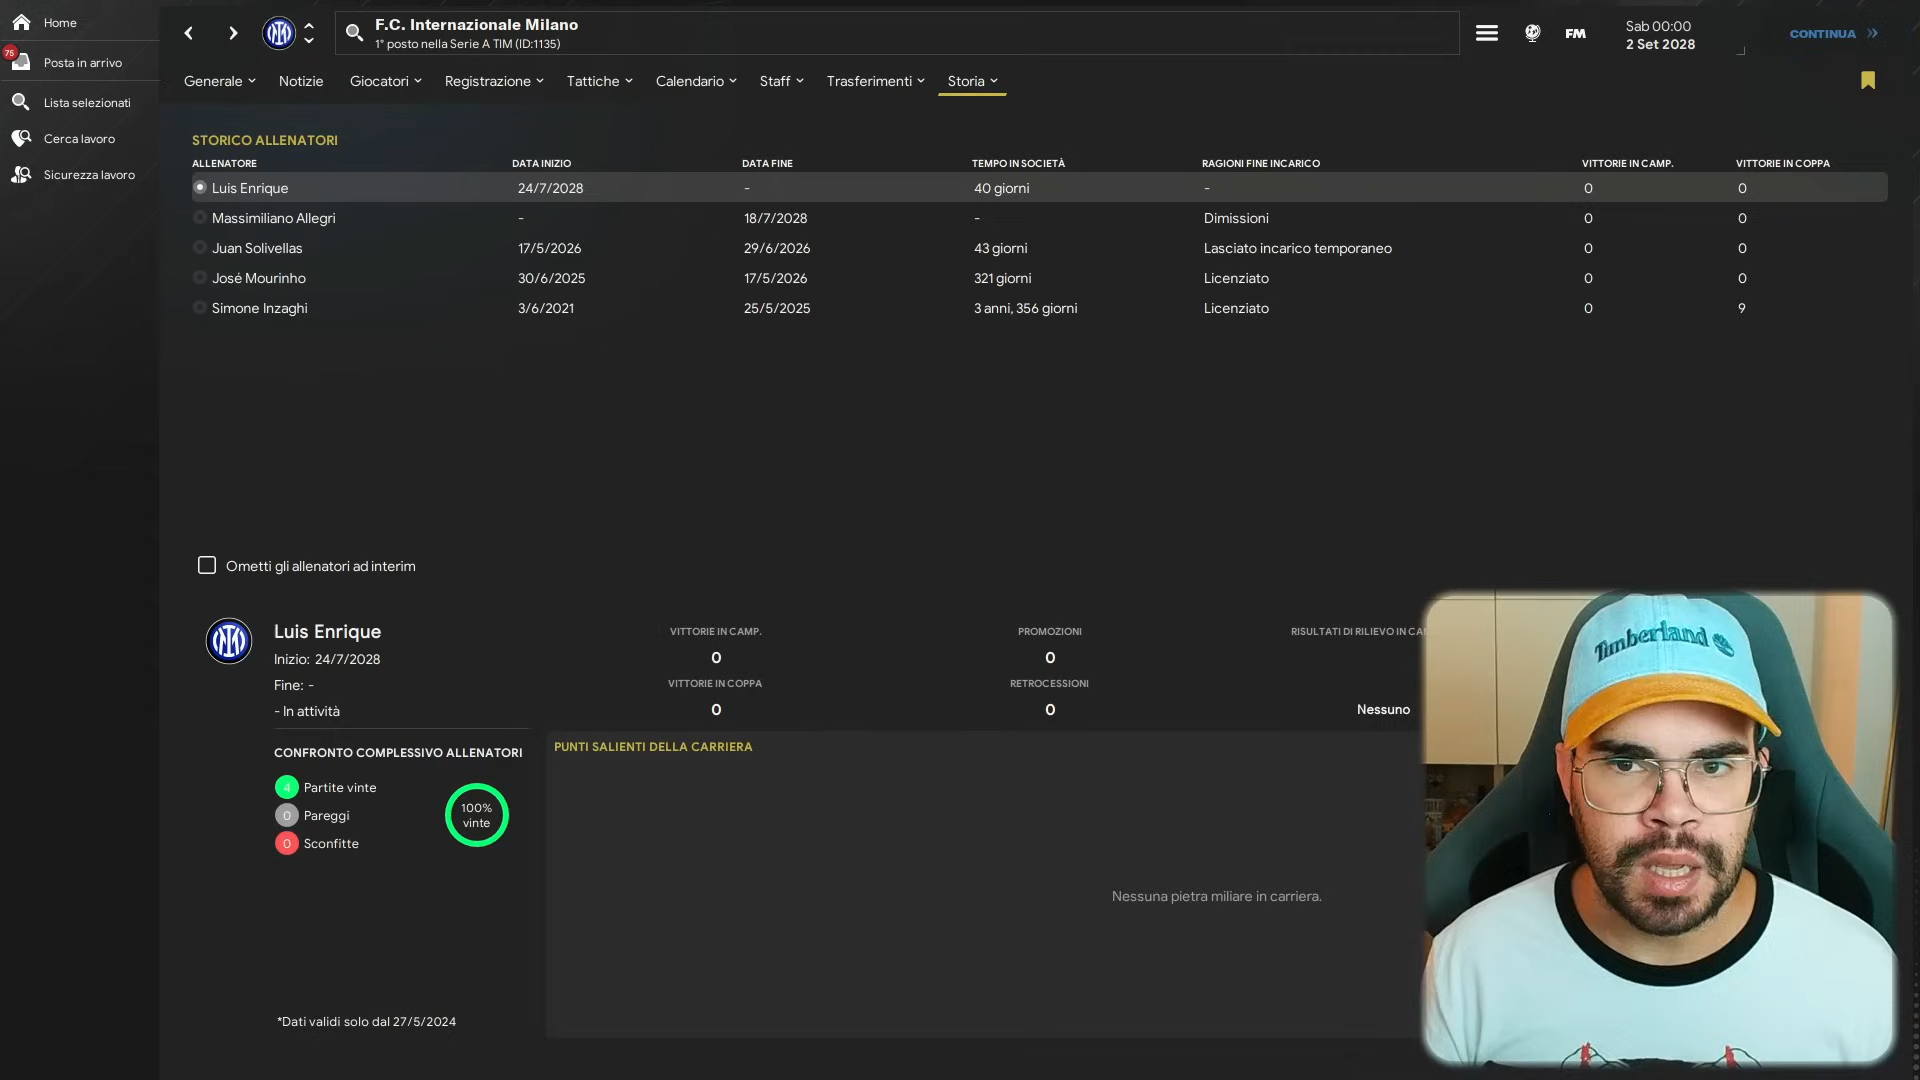 Home
Posta in arrivo
75
Lista selezionati
Cerca lavoro
Sicurezza lavoro
F.C. Internazionale Milano
1° posto nella Serie A TIM (ID:1135)
FM
Sab 00:00
2 Set 2028
CONTINUA
Generale Notizie Giocatori Registrazione Tattiche Calendario Staff Trasferimenti Storia
STORICO ALLENATORI
ALLENATORE DATA INIZIO DATA FINE TEMPO IN SOCIETÀ RAGIONI FINE INCARICO VITTORIE IN CAMP. VITTORIE IN COPPA
Luis Enrique 24/7/2028 - 40 giorni - 0 0
Massimiliano Allegri - 18/7/2028 - Dimissioni 0 0
Juan Solivellas 17/5/2026 29/6/2026 43 giorni Lasciato incarico temporaneo 0 0
José Mourinho 30/6/2025 17/5/2026 321 giorni Licenziato 0 0
Simone Inzaghi 3/6/2021 25/5/2025 3 anni, 356 giorni Licenziato 0 9
Ometti gli allenatori ad interim
Luis Enrique
Inizio: 24/7/2028
Fine: -
- In attività
VITTORIE IN CAMP. PROMOZIONI RISULTATI DI RILIEVO IN CA
0 0
VITTORIE IN COPPA RETROCESSIONI
0 0 Nessuno
CONFRONTO COMPLESSIVO ALLENATORI
4 Partite vinte
0 Pareggi
0 Sconfitte
100%
vinte
PUNTI SALIENTI DELLA CARRIERA
Nessuna pietra miliare in carriera.
*Dati validi solo dal 27/5/2024
Timberland